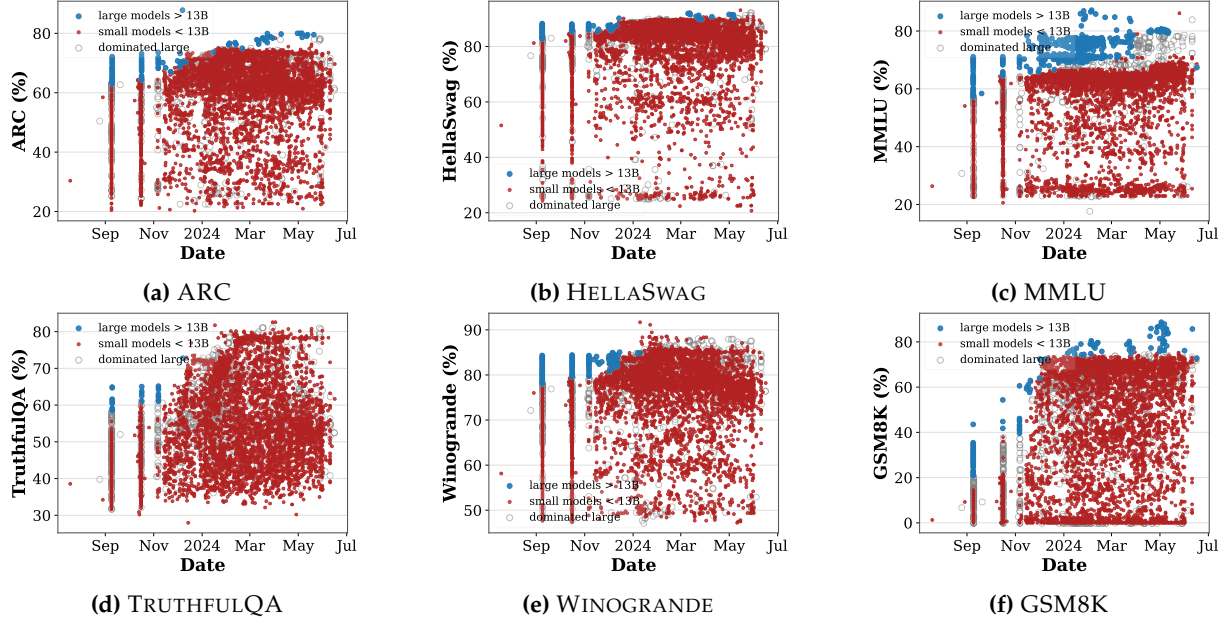 large models > 13B
small models < 13B
dominated large
ARC (%)
80
60
40
20
Sep Nov 2024 Mar May Jul
Date
(a) ARC
HellaSwag (%)
80
60
40
20
large models > 13B
small models < 13B
dominated large
Sep Nov 2024 Mar May Jul
Date
(b) HELLASWAG
large models > 13B
small models < 13B
dominated large
MMLU (%)
80
60
40
20
Sep Nov 2024 Mar May Jul
Date
(c) MMLU
large models > 13B
small models < 13B
dominated large
TruthfulQA (%)
80
70
60
50
40
30
Sep Nov 2024 Mar May Jul
Date
(d) TRUTHFULQA
Winogrande (%)
90
80
70
60
50
large models > 13B
small models < 13B
dominated large
Sep Nov 2024 Mar May Jul
Date
(e) WINOGRANDE
large models > 13B
small models < 13B
dominated large
GSM8K (%)
80
60
40
20
0
Sep Nov 2024 Mar May Jul
Date
(f) GSM8K